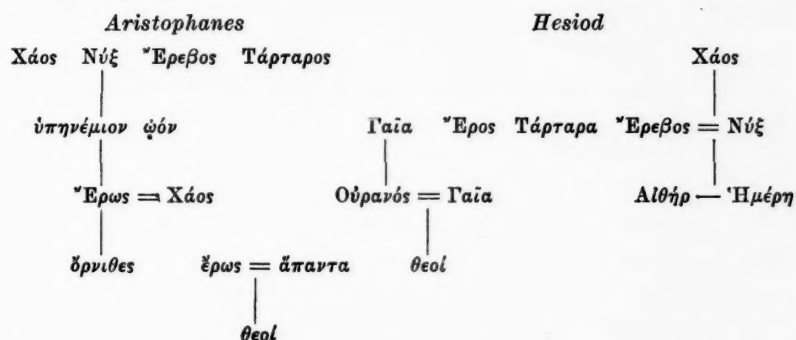 Aristophanes Hesiod
Χάος Νύξ Ἔρεβος Τάρταρος Χάος
ὑπηνέμιον ᾠόν Γαῖα Ἔρος Τάρταρα Ἔρεβος = Νύξ
Ἔρως = Χάος Οὐρανός = Γαῖα Αἰθήρ — Ἡμέρη
ὄρνιθες ἔρως = ἅπαντα θεοί
θεοί